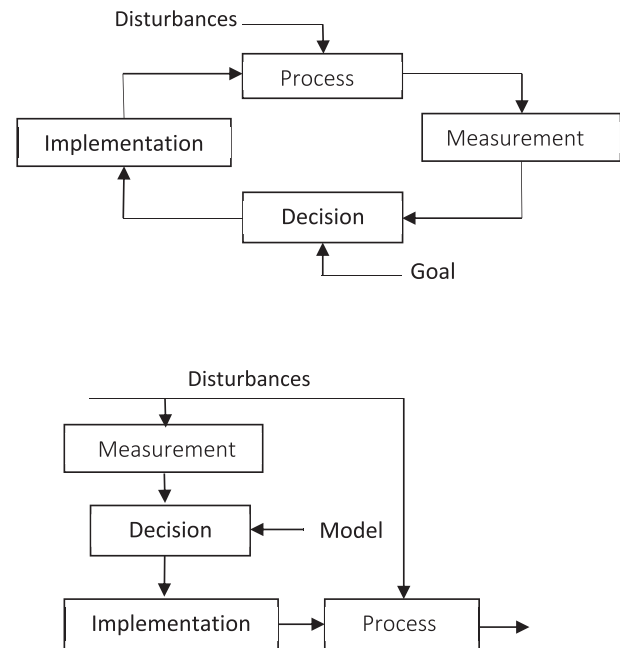 Disturbances
Process
Implementation
Measurement
Decision
Goal
Disturbances
Measurement
Decision
Model
Implementation
Process